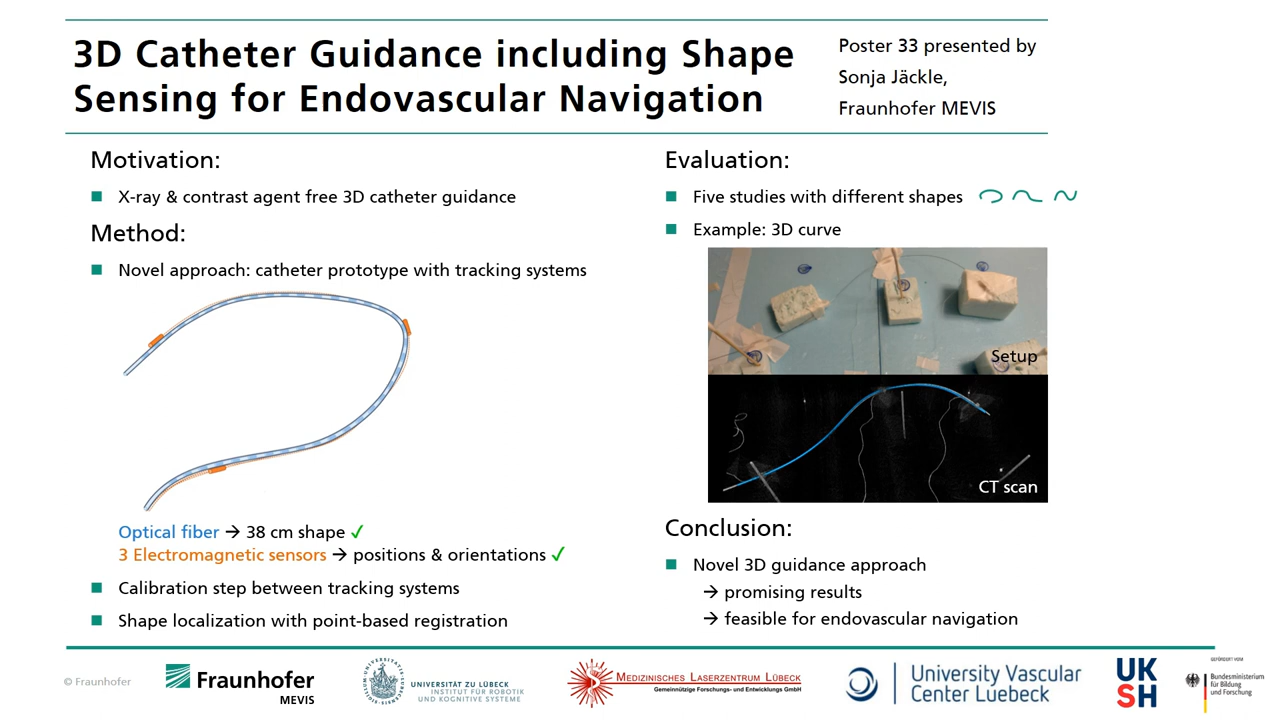 3D Catheter Guidance including Shape
Sensing for Endovascular Navigation
Poster 33 presented by
Sonja Jäckle,
Fraunhofer MEVIS
Motivation:
X-ray & contrast agent free 3D catheter guidance
Method:
Novel approach: catheter prototype with tracking systems
Optical fiber → 38 cm shape ✓
3 Electromagnetic sensors → positions & orientations ✓
Calibration step between tracking systems
Shape localization with point-based registration
Evaluation:
Five studies with different shapes
Example: 3D curve
Setup
CT scan
Conclusion:
Novel 3D guidance approach
→ promising results
→ feasible for endovascular navigation
© Fraunhofer
Fraunhofer
MEVIS
UNIVERSITÄT ZU LÜBECK
INSTITUT FÜR ROBOTIK
UND KOGNITIVE SYSTEME
MEDIZINISCHES LASERZENTRUM LÜBECK
Gemeinnützige Forschungs- und Entwicklungs GmbH
University Vascular
Center Luebeck
UK
SH
GEFÖRDERT VOM
Bundesministerium
für Bildung
und Forschung